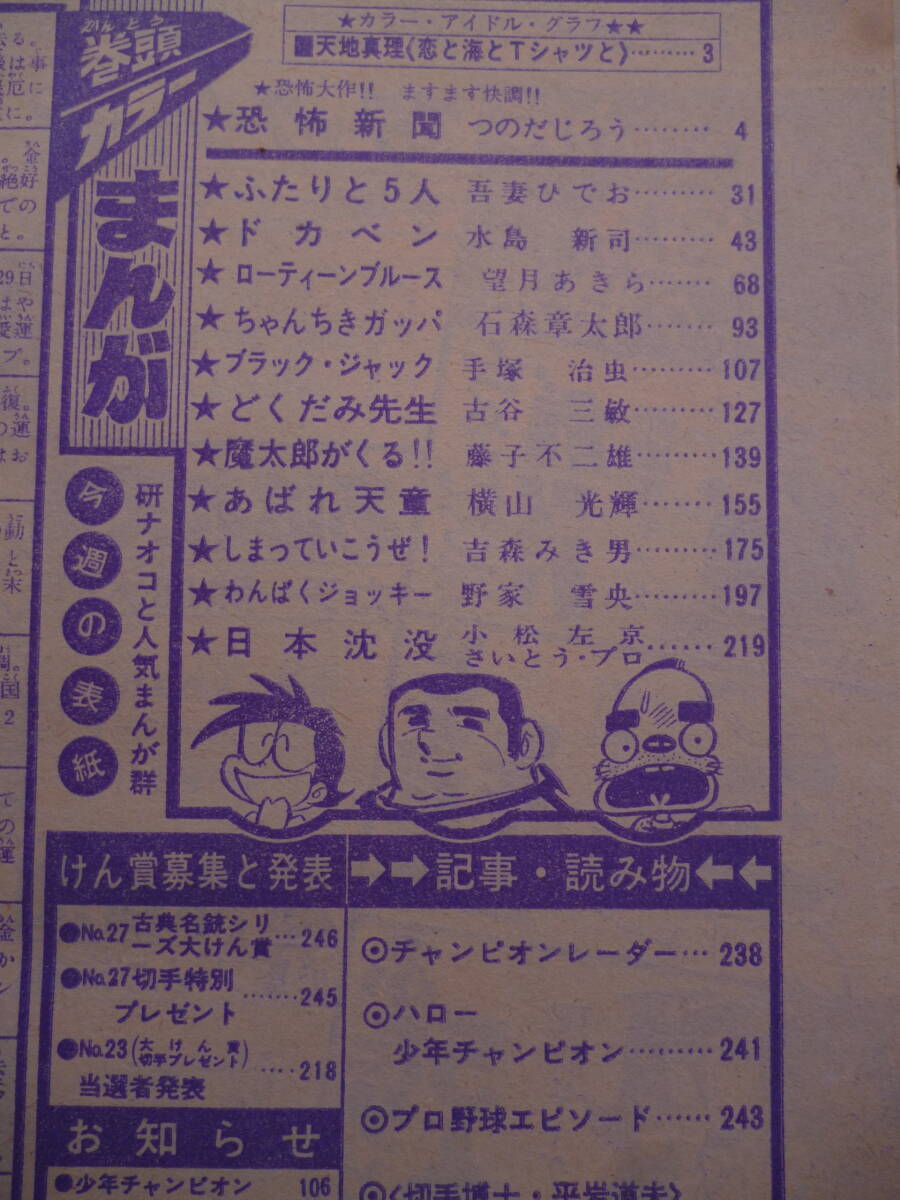 ★カラー・アイドル・グラフ★★
天地真理《恋と海とTシャツと》………3
かんとう
巻頭
カラー
★恐怖大作!! ますます快調!!
★恐怖新聞 つのだじろう………4
まんが
★ふたりと5人 吾妻ひでお………31
★ドカベン 水島新司………43
★ローティーンブルース 望月あきら……68
★ちゃんちきガッパ 石森章太郎……93
★ブラック・ジャック 手塚治虫………107
★どくだみ先生 古谷三敏………127
★魔太郎がくる!! 藤子不二雄………139
★あばれ天童 横山光輝……155
★しまっていこうぜ! 吉森みき男………175
★わんぱくジョッキー 野家雪央………197
★日本沈没 小松左京
さいとう・プロ……219
今週の表紙
研ナオコと人気まんが群
けん賞募集と発表
●No.27古典名銃シリ
ーズ大けん賞…246
●No.27切手特別
プレゼント……245
●No.23(大けん賞
切手プレゼント)
当選者発表….218
お知らせ
●少年チャンピオン 106
➡➡記事・読み物⬅⬅
◉チャンピオンレーダー…238
◉ハロー
少年チャンピオン………241
◉プロ野球エピソード……243
◉〈切手博士・平岩道夫〉